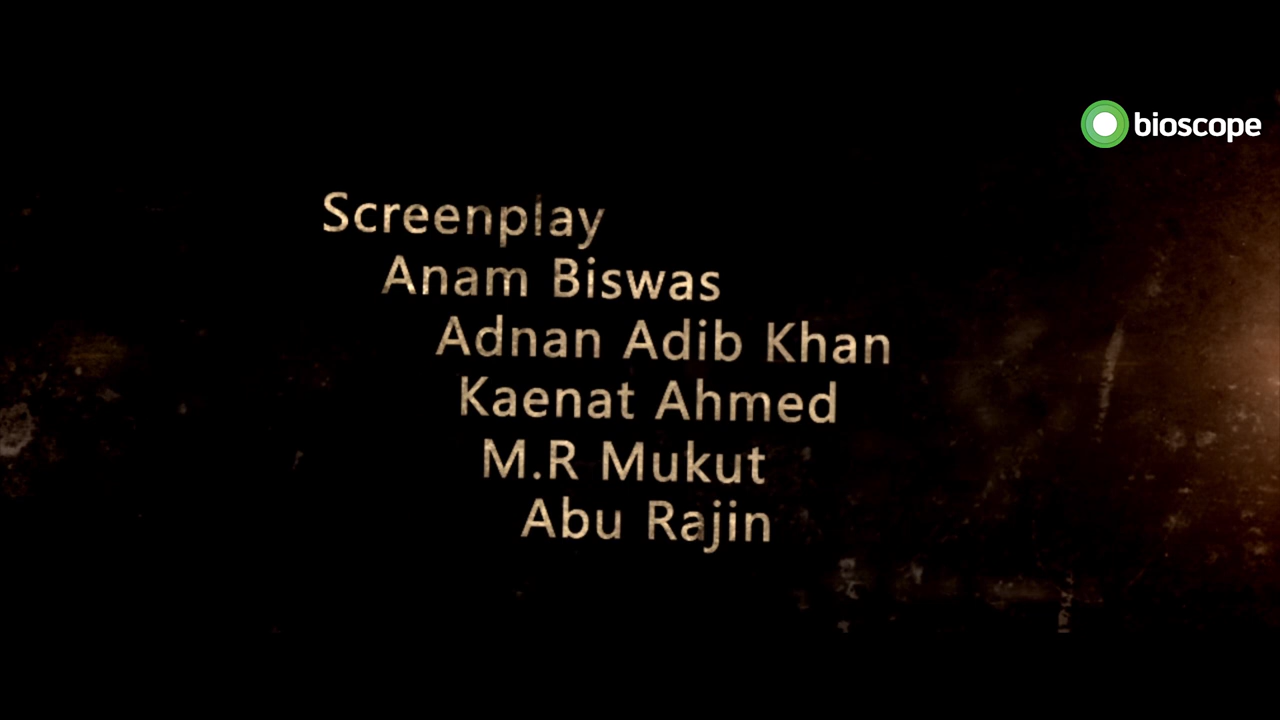 bioscope
Screenplay
Anam Biswas
Adnan Adib Khan
Kaenat Ahmed
M.R Mukut
Abu Rajin